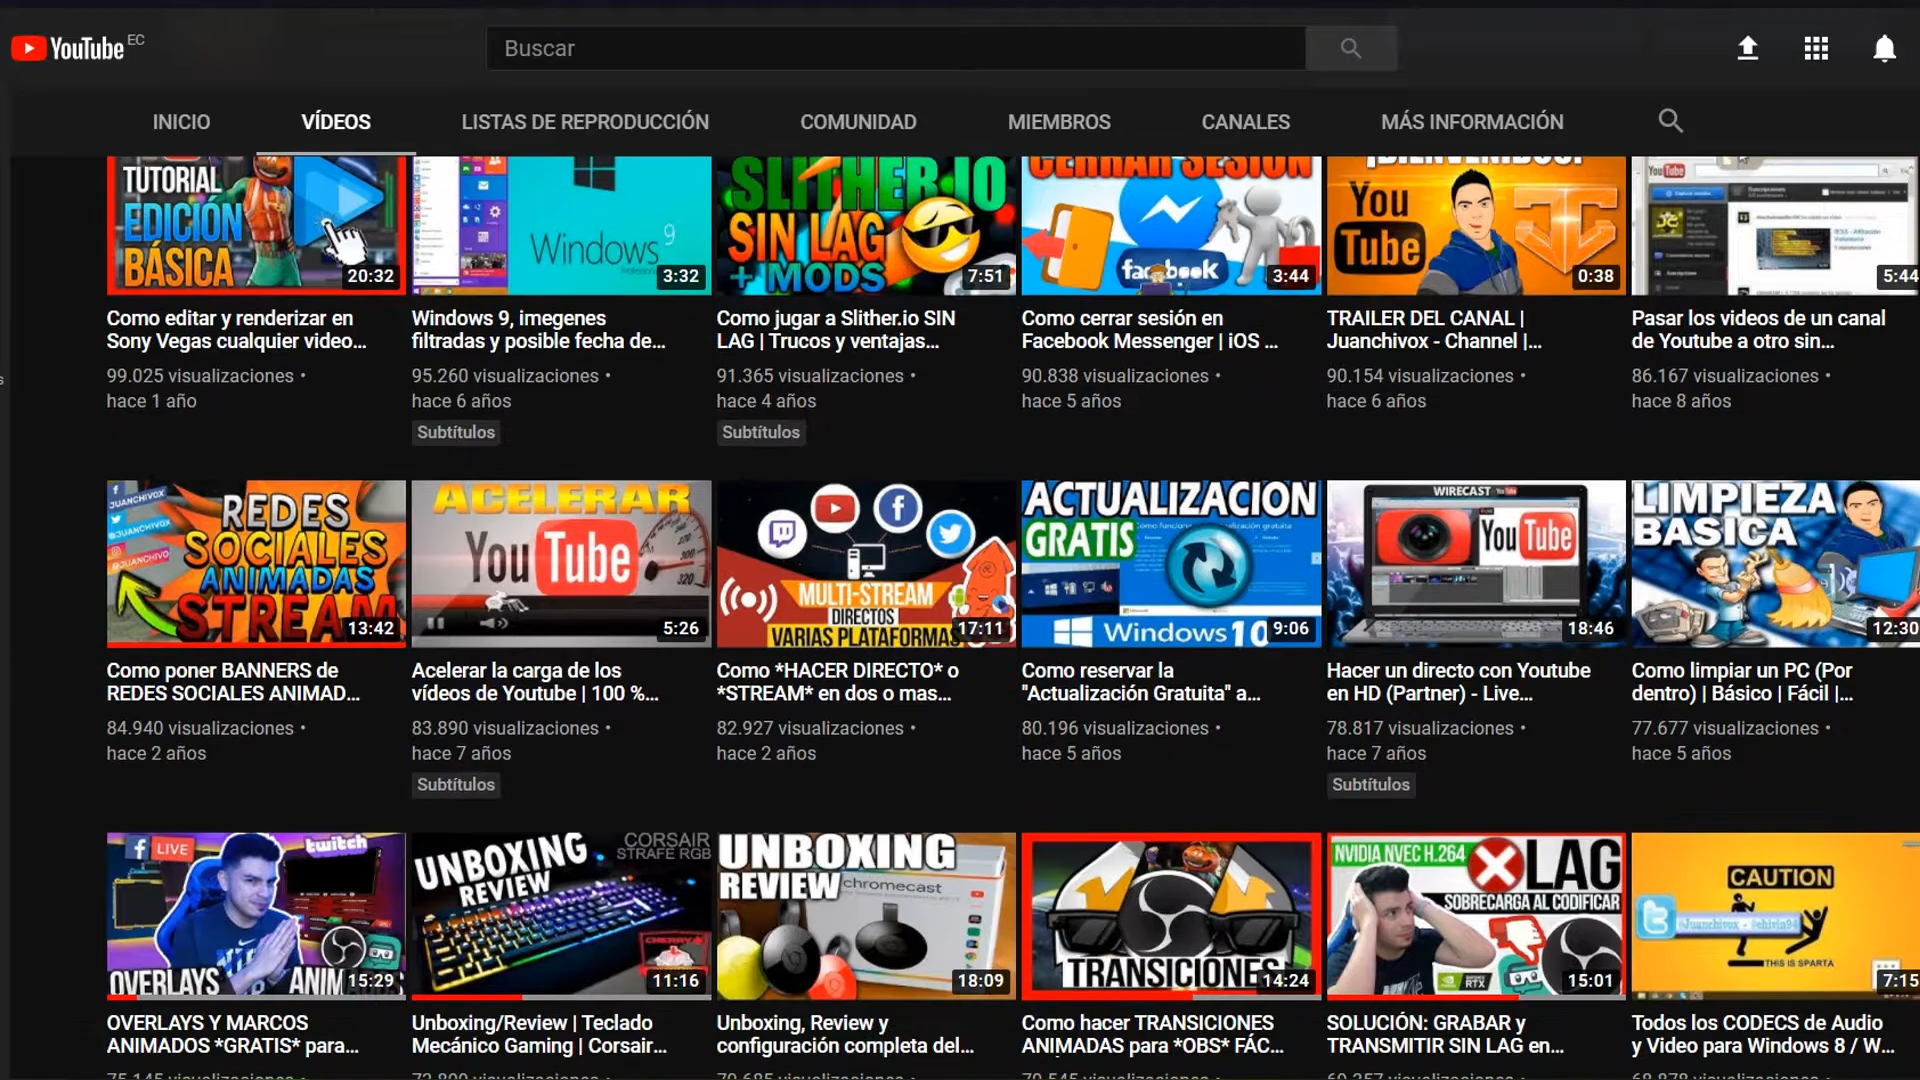 YouTube EC
Buscar
INICIO
VÍDEOS
LISTAS DE REPRODUCCIÓN
COMUNIDAD
MIEMBROS
CANALES
MÁS INFORMACIÓN
TUTORIAL
EDICIÓN
BÁSICA
20:32
Windows 9
3:32
SLITHER.IO
SIN LAG
+ MODS
7:51
CERRAR SESIÓN
facebook
3:44
¡BIENVENIDOS!
You
Tube
0:38
YouTube
5:44
Como editar y renderizar en
Sony Vegas cualquier video...
99.025 visualizaciones •
hace 1 año
Windows 9, imegenes
filtradas y posible fecha de...
95.260 visualizaciones •
hace 6 años
Subtítulos
Como jugar a Slither.io SIN
LAG | Trucos y ventajas...
91.365 visualizaciones •
hace 4 años
Subtítulos
Como cerrar sesión en
Facebook Messenger | iOS ...
90.838 visualizaciones •
hace 5 años
TRAILER DEL CANAL |
Juanchivox - Channel |...
90.154 visualizaciones •
hace 6 años
Pasar los videos de un canal
de Youtube a otro sin...
86.167 visualizaciones •
hace 8 años
JUANCHIVOX
@JUANCHIVOX
@JUANCHIVO
REDES
SOCIALES
ANIMADAS
STREAM
13:42
ACELERAR
YouTube
5:26
MULTI-STREAM
DIRECTOS
VARIAS PLATAFORMAS
17:11
ACTUALIZACION
GRATIS
Windows 10
9:06
WIRECAST
YouTube
18:46
LIMPIEZA
BASICA
12:30
Como poner BANNERS de
REDES SOCIALES ANIMAD...
84.940 visualizaciones •
hace 2 años
Acelerar la carga de los
vídeos de Youtube | 100 %...
83.890 visualizaciones •
hace 7 años
Subtítulos
Como *HACER DIRECTO* o
*STREAM* en dos o mas...
82.927 visualizaciones •
hace 2 años
Como reservar la
"Actualización Gratuita" a...
80.196 visualizaciones •
hace 5 años
Hacer un directo con Youtube
en HD (Partner) - Live...
78.817 visualizaciones •
hace 7 años
Subtítulos
Como limpiar un PC (Por
dentro) | Básico | Fácil |...
77.677 visualizaciones •
hace 5 años
LIVE
twitch
OVERLAYS
15:29
CORSAIR
STRAFE RGB
UNBOXING
REVIEW
CHERRY
11:16
UNBOXING
REVIEW
chromecast
18:09
TRANSICIONES
14:24
NVIDIA NVEC H.264
LAG
SOBRECARGA AL CODIFICAR
RTX
15:01
CAUTION
THIS IS SPARTA
7:15
OVERLAYS Y MARCOS
ANIMADOS *GRATIS* para...
Unboxing/Review | Teclado
Mecánico Gaming | Corsair...
Unboxing, Review y
configuración completa del...
Como hacer TRANSICIONES
ANIMADAS para *OBS* FÁC...
SOLUCIÓN: GRABAR y
TRANSMITIR SIN LAG en...
Todos los CODECS de Audio
y Video para Windows 8 / W...